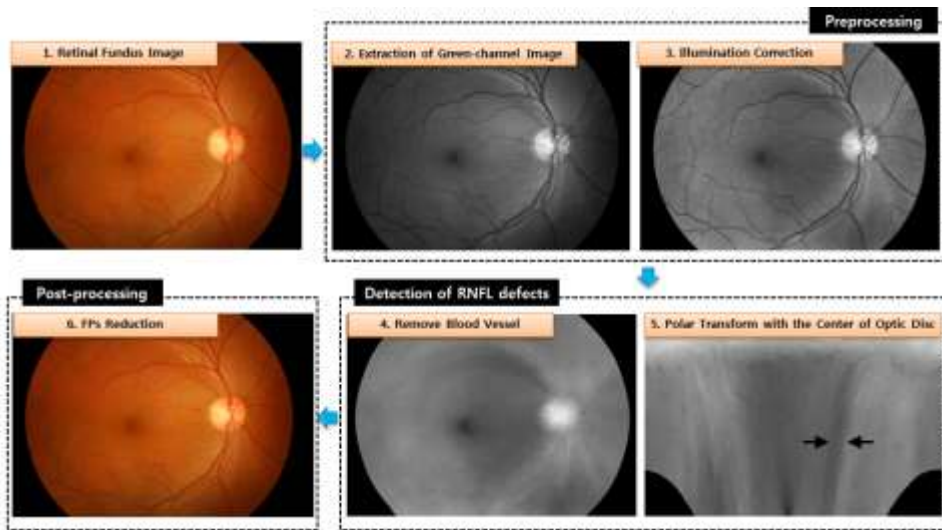 Preprocessing
1. Retinal Fundus Image
2. Extraction of Green-channel Image
3. Illumination Correction
Post-processing
6. FPs Reduction
Detection of RNFL defects
4. Remove Blood Vessel
5. Polar Transform with the Center of Optic Disc